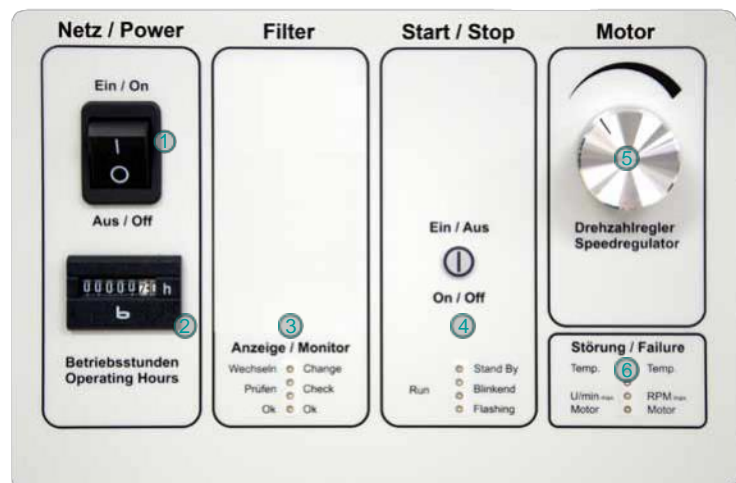 Netz / Power
Ein / On
I
O
1
Aus / Off
h
2
Betriebsstunden
Operating Hours
Filter
3
Anzeige / Monitor
Wechseln Change
Prüfen Check
Ok Ok
Start / Stop
Ein / Aus
On / Off
4
Stand By
Run Blinkend
Flashing
Motor
5
Drehzahlregler
Speedregulator
Störung / Failure
6
Temp. Temp.
U/min max. RPM max.
Motor Motor